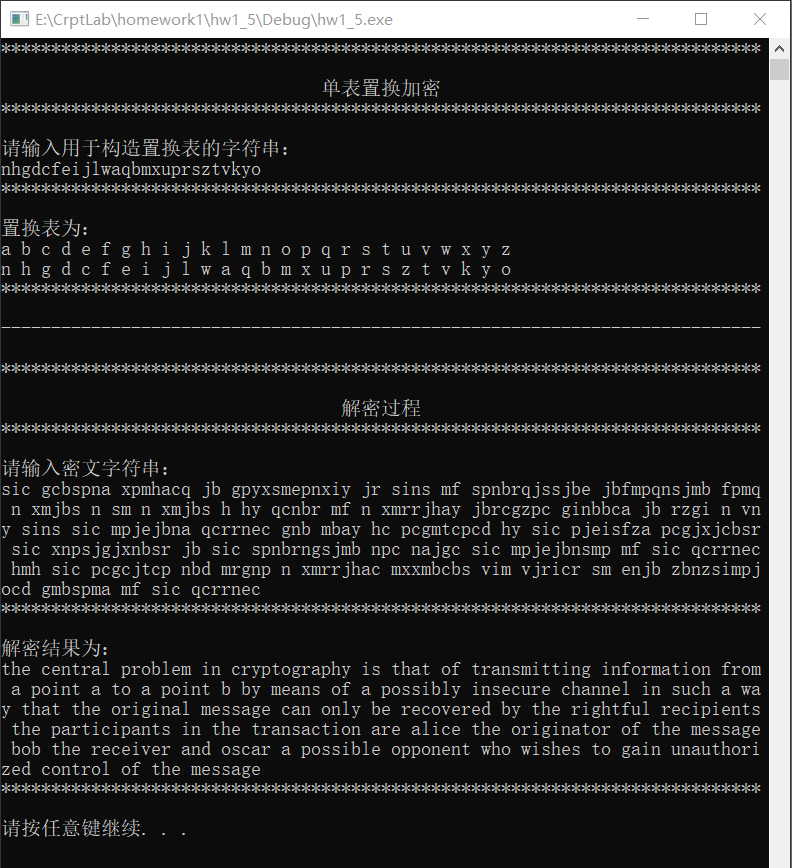 E:\CrptLab\homework1\hw1_5\Debug\hw1_5.exe
****************************************************************************
单表置换加密
****************************************************************************
请输入用于构造置换表的字符串:
nhgdcfeijlwaqbmxuprsztvkyo
****************************************************************************
置换表为:
a b c d e f g h i j k l m n o p q r s t u v w x y z
n h g d c f e i j l w a q b m x u p r s z t v k y o
****************************************************************************
----------------------------------------------------------------------------
****************************************************************************
解密过程
****************************************************************************
请输入密文字符串:
sic gcbspna xpmhacq jb gpyxsmepnxiy jr sins mf spnbrqjssjbe jbfmpqnsjmb fpmq
n xmjbs n sm n xmjbs h hy qcnbr mf n xmrrjhay jbrcgzpc ginbbca jb rzgi n vn
y sins sic mpjejbna qcrrnec gnb mbay hc pcgmtcpcd hy sic pjeisfza pcgjxjcbsr
sic xnpsjgjxnbsr jb sic spnbrngsjmb npc najgc sic mpjejbnsmp mf sic qcrrnec
hmh sic pcgcjtcp nbd mrgnp n xmrrjhac mxxmbcbs vim vjricr sm enjb zbnzsimpj
ocd gmbspma mf sic qcrrnec
****************************************************************************
解密结果为:
the central problem in cryptography is that of transmitting information from
a point a to a point b by means of a possibly insecure channel in such a wa
y that the original message can only be recovered by the rightful recipients
the participants in the transaction are alice the originator of the message
bob the receiver and oscar a possible opponent who wishes to gain unauthori
zed control of the message
****************************************************************************
请按任意键继续. . .